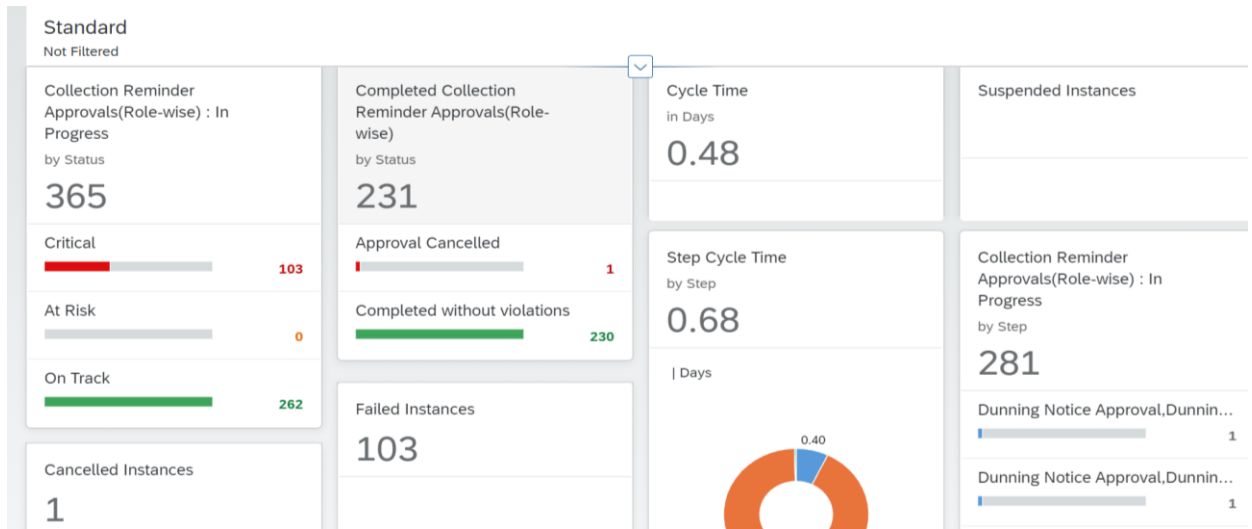 Standard
Not Filtered
Collection Reminder
Approvals(Role-wise) : In
Progress
by Status
365
Critical
103
At Risk
0
On Track
262
Cancelled Instances
1
Completed Collection
Reminder Approvals(Role-
wise)
by Status
231
Approval Cancelled
1
Completed without violations
230
Failed Instances
103
Cycle Time
in Days
0.48
Step Cycle Time
by Step
0.68
| Days
0.40
Suspended Instances
Collection Reminder
Approvals(Role-wise) : In
Progress
by Step
281
Dunning Notice Approval,Dunnin...
1
Dunning Notice Approval,Dunnin...
1